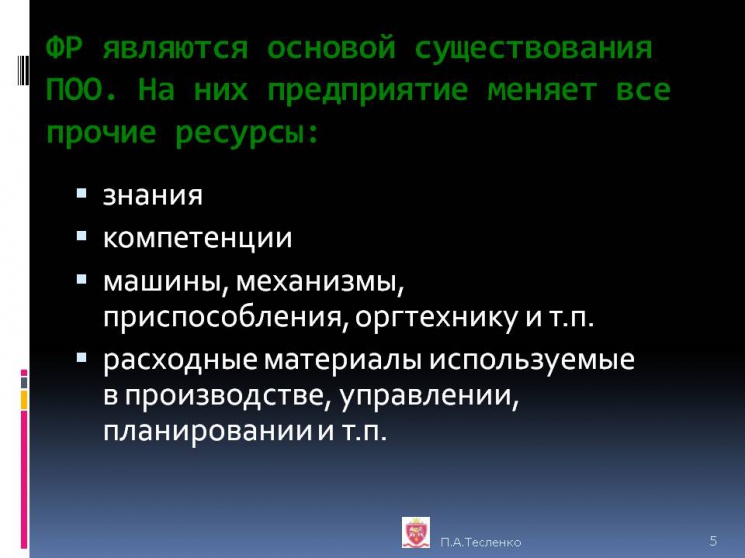 ФР являются основой существования
ПОО. На них предприятие меняет все
прочие ресурсы:
знания
компетенции
машины, механизмы,
приспособления, оргтехнику и т.п.
расходные материалы используемые
в производстве, управлении,
планировании и т.п.
П.А.Тесленко
5